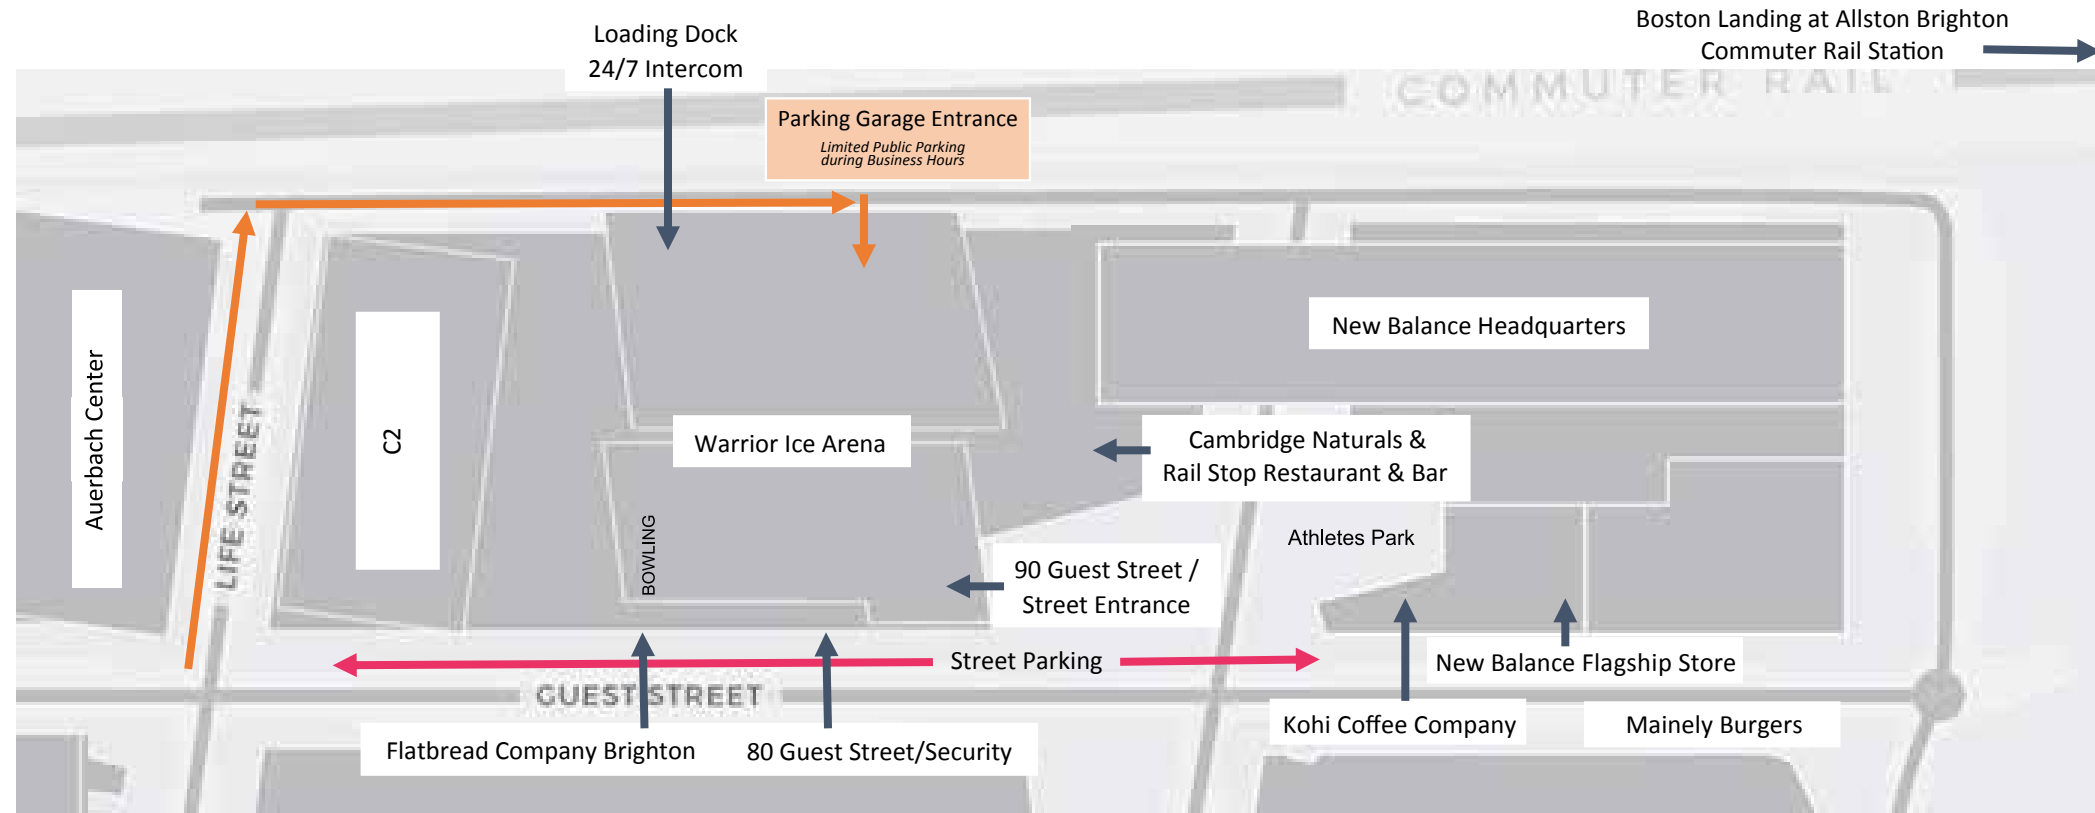 Boston Landing at Allston Brighton
Commuter Rail Station
Loading Dock
24/7 Intercom
COMMUTER RAIL
Parking Garage Entrance
Limited Public Parking
during Business Hours
New Balance Headquarters
Auerbach Center
LIFE STREET
C2
Warrior Ice Arena
Cambridge Naturals &
Rail Stop Restaurant & Bar
BOWLING
Athletes Park
90 Guest Street /
Street Entrance
Street Parking
New Balance Flagship Store
GUEST STREET
Kohi Coffee Company
Mainely Burgers
Flatbread Company Brighton
80 Guest Street/Security